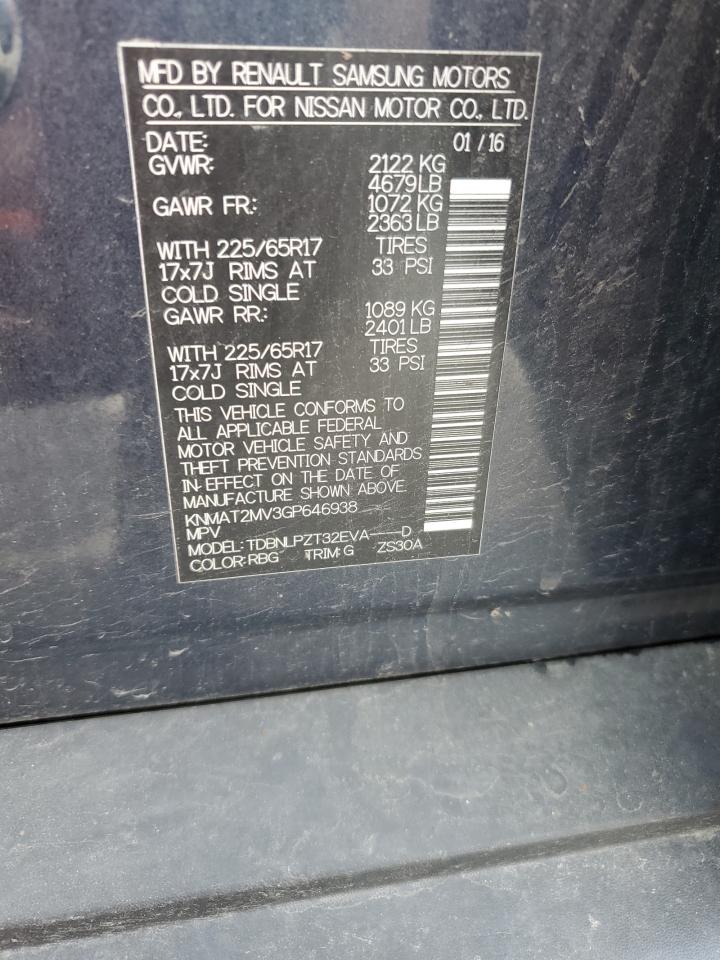 MFD BY RENAULT SAMSUNG MOTORS
CO., LTD. FOR NISSAN MOTOR CO., LTD.
DATE: 01 / 16
GVWR: 2122 KG
4679 LB
GAWR FR.: 1072 KG
2363 LB
WITH 225/65R17 TIRES
17x7J RIMS AT 33 PSI
COLD SINGLE
GAWR RR.: 1089 KG
2401 LB
WITH 225/65R17 TIRES
17x7J RIMS AT 33 PSI
COLD SINGLE
THIS VEHICLE CONFORMS TO
ALL APPLICABLE FEDERAL
MOTOR VEHICLE SAFETY AND
THEFT PREVENTION STANDARDS
IN-EFFECT ON THE DATE OF
MANUFACTURE SHOWN ABOVE.
KNMAT2MV3GP646938
MPV
MODEL: TDBNLPZT32EVA----D
COLOR: RBG TRIM: G ZS30A